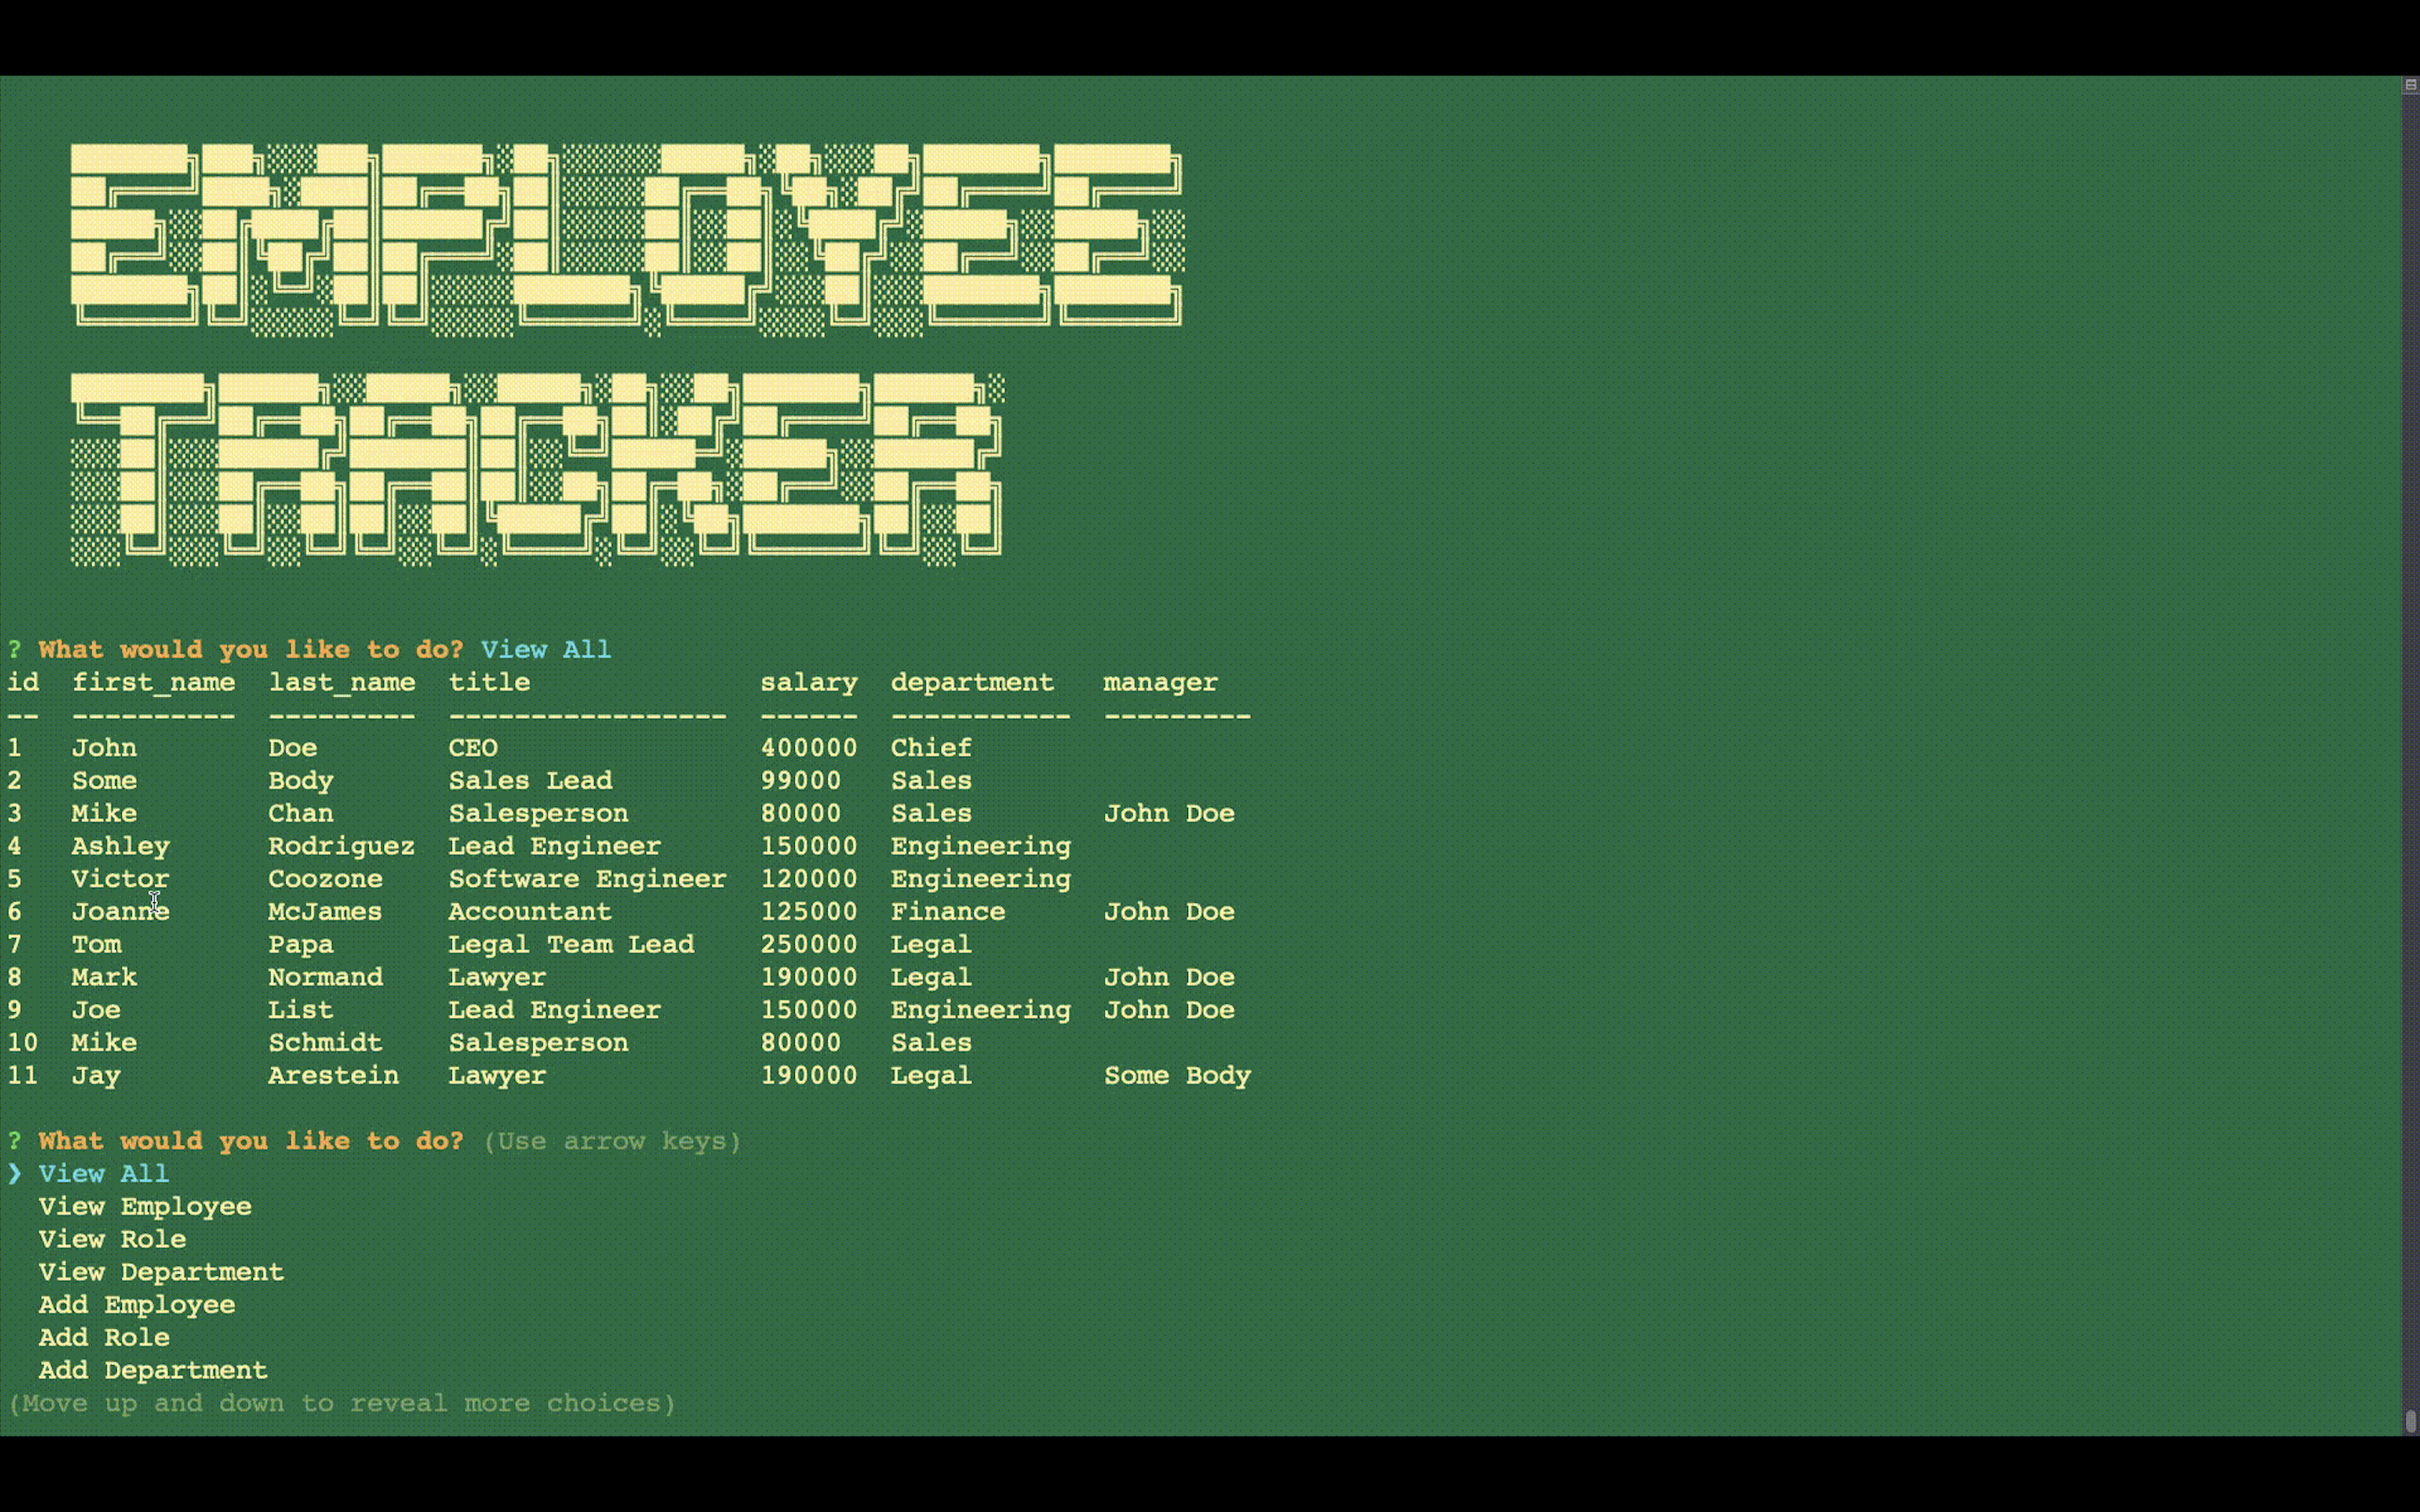 EMPLOYEE
TRACKER
? What would you like to do? View All
id  first_name  last_name  title              salary  department   manager
--  ----------  ---------  -----------------  ------  -----------  ---------
1   John        Doe        CEO                400000  Chief
2   Some        Body       Sales Lead         99000   Sales
3   Mike        Chan       Salesperson        80000   Sales        John Doe
4   Ashley      Rodriguez  Lead Engineer      150000  Engineering
5   Victor      Coozone    Software Engineer  120000  Engineering
6   Joanne      McJames    Accountant         125000  Finance      John Doe
7   Tom         Papa       Legal Team Lead    250000  Legal
8   Mark        Normand    Lawyer             190000  Legal        John Doe
9   Joe         List       Lead Engineer      150000  Engineering  John Doe
10  Mike        Schmidt    Salesperson        80000   Sales
11  Jay         Arestein   Lawyer             190000  Legal        Some Body
? What would you like to do? (Use arrow keys)
❯ View All
  View Employee
  View Role
  View Department
  Add Employee
  Add Role
  Add Department
(Move up and down to reveal more choices)